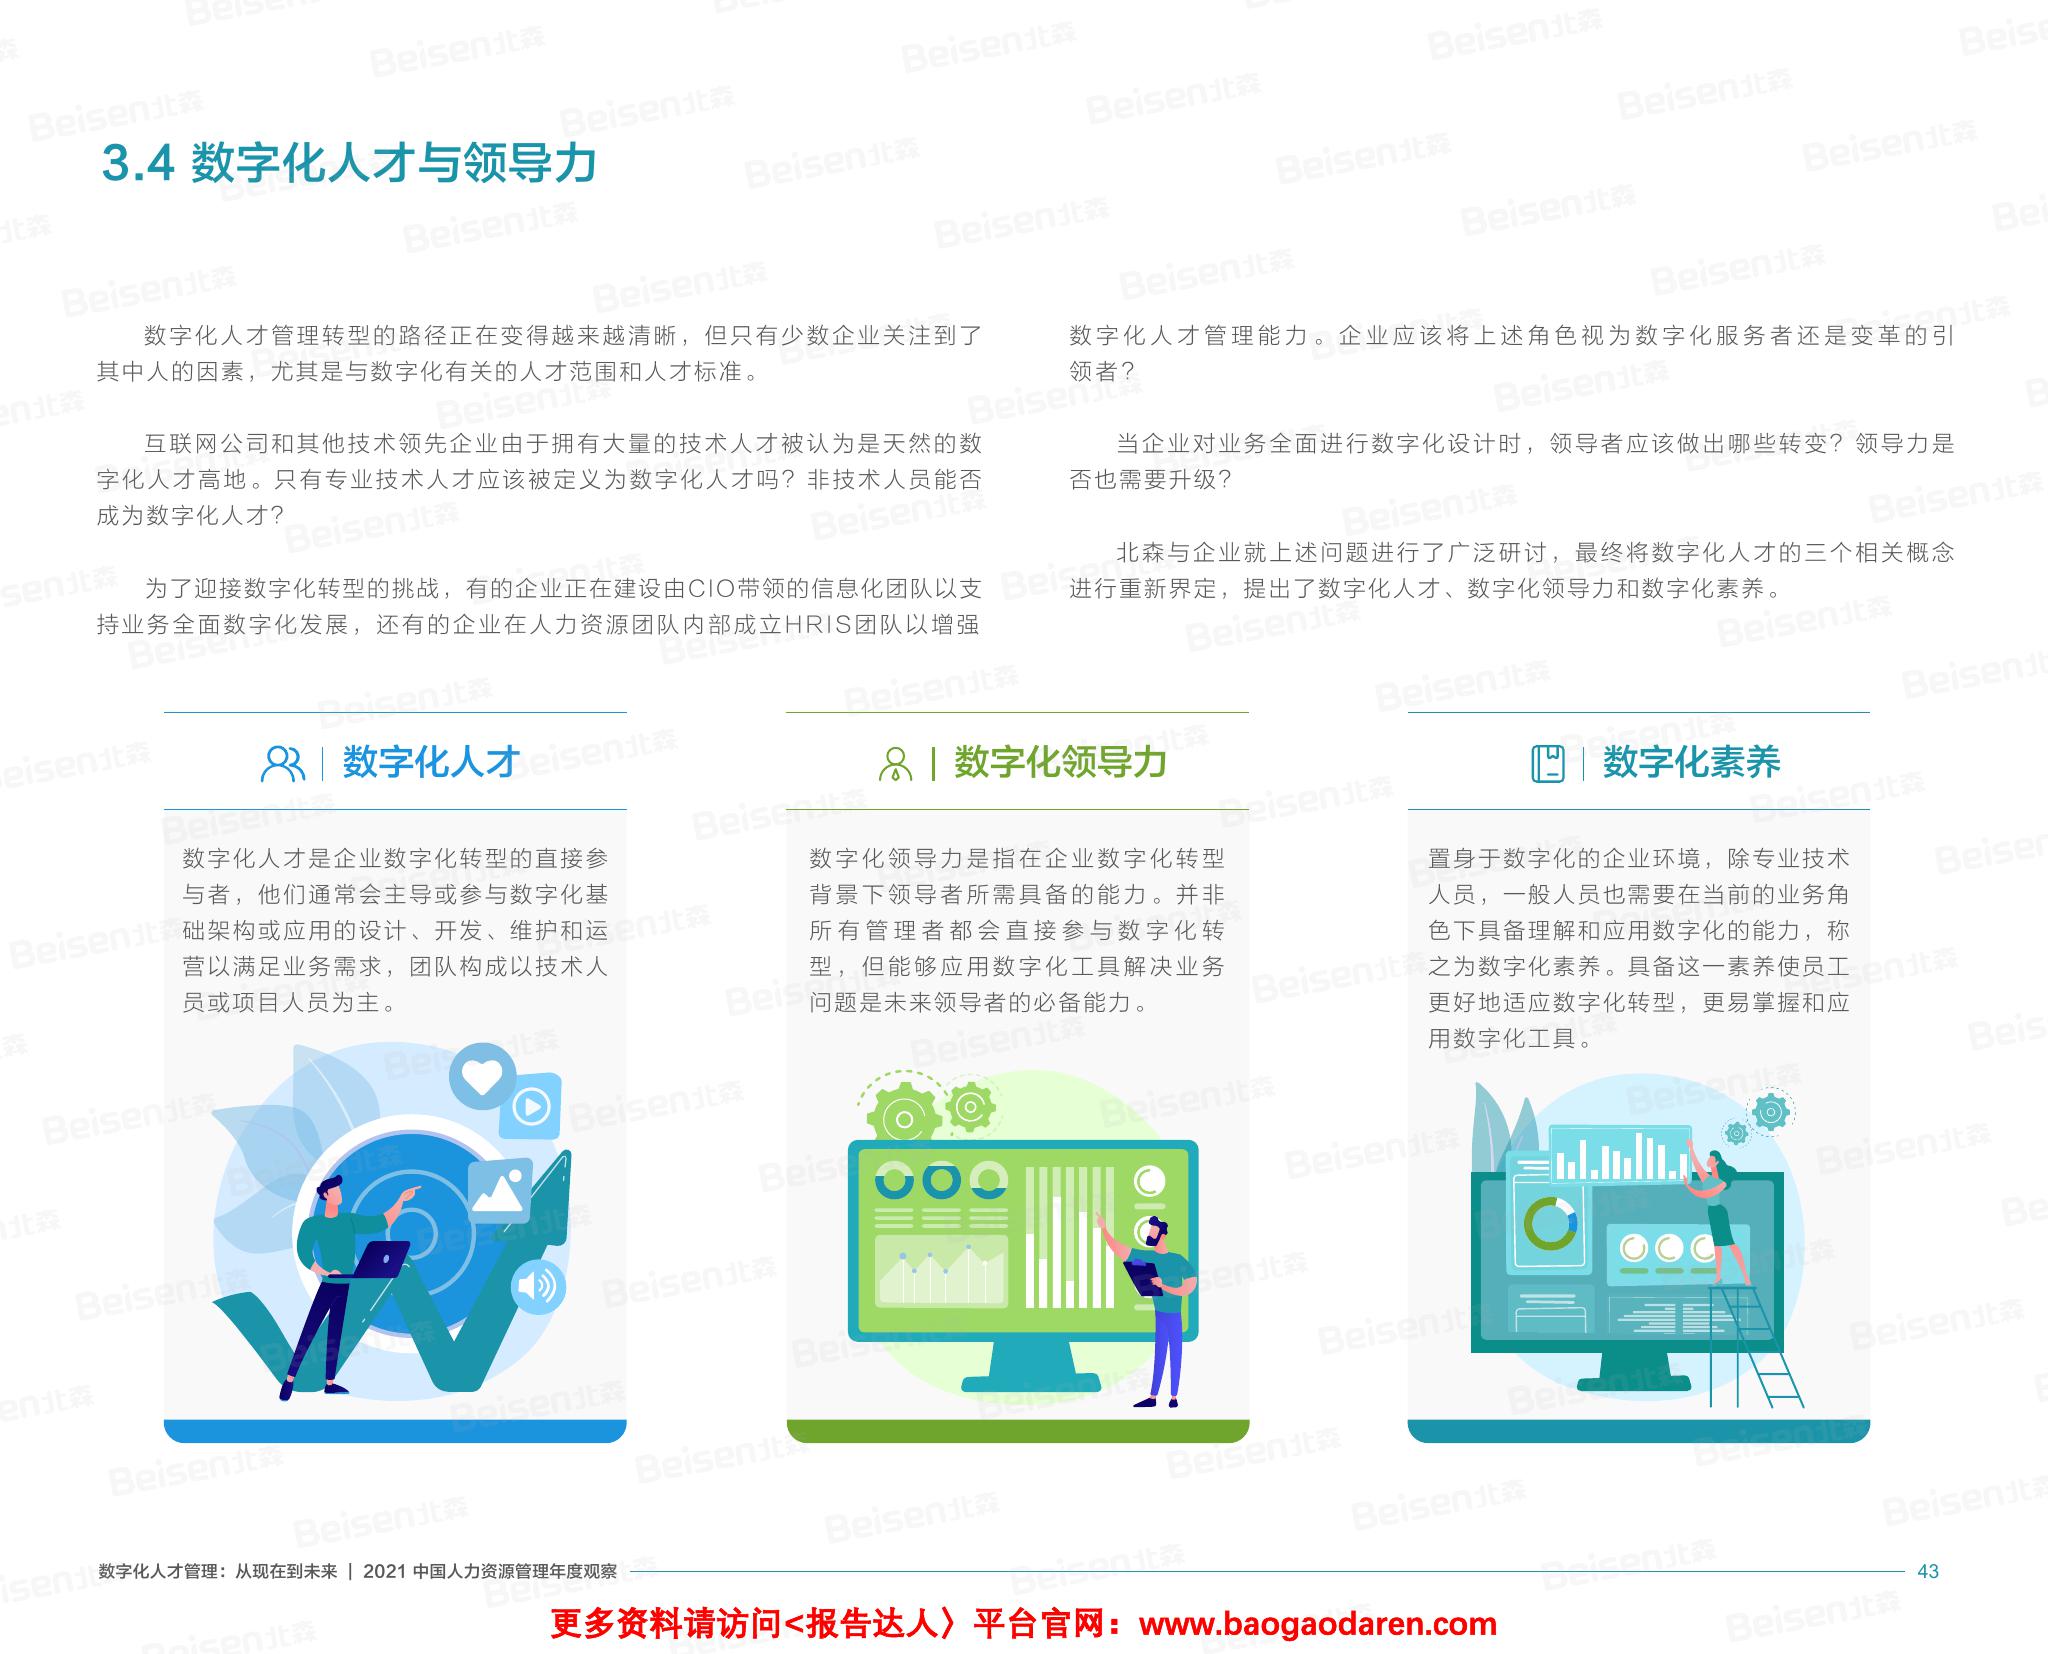 3.4 数字化人才与领导力
数字化人才管理转型的路径正在变得越来越清晰，但只有少数企业关注到了
其中人的因素，尤其是与数字化有关的人才范围和人才标准。
互联网公司和其他技术领先企业由于拥有大量的技术人才被认为是天然的数
字化人才高地。只有专业技术人才应该被定义为数字化人才吗？非技术人员能否
成为数字化人才？
为了迎接数字化转型的挑战，有的企业正在建设由CIO带领的信息化团队以支
持业务全面数字化发展，还有的企业在人力资源团队内部成立HRIS团队以增强
数字化人才管理能力。企业应该将上述角色视为数字化服务者还是变革的引
领者？
当企业对业务全面进行数字化设计时，领导者应该做出哪些转变？领导力是
否也需要升级？
北森与企业就上述问题进行了广泛研讨，最终将数字化人才的三个相关概念
进行重新界定，提出了数字化人才、数字化领导力和数字化素养。
数字化人才
数字化人才是企业数字化转型的直接参
与者，他们通常会主导或参与数字化基
础架构或应用的设计、开发、维护和运
营以满足业务需求，团队构成以技术人
员或项目人员为主。
数字化领导力
数字化领导力是指在企业数字化转型
背景下领导者所需具备的能力。并非
所有管理者都会直接参与数字化转
型，但能够应用数字化工具解决业务
问题是未来领导者的必备能力。
数字化素养
置身于数字化的企业环境，除专业技术
人员，一般人员也需要在当前的业务角
色下具备理解和应用数字化的能力，称
之为数字化素养。具备这一素养使员工
更好地适应数字化转型，更易掌握和应
用数字化工具。
数字化人才管理：从现在到未来 | 2021 中国人力资源管理年度观察
43
更多资料请访问<报告达人〉平台官网：www.baogaodaren.com
Beisen北森